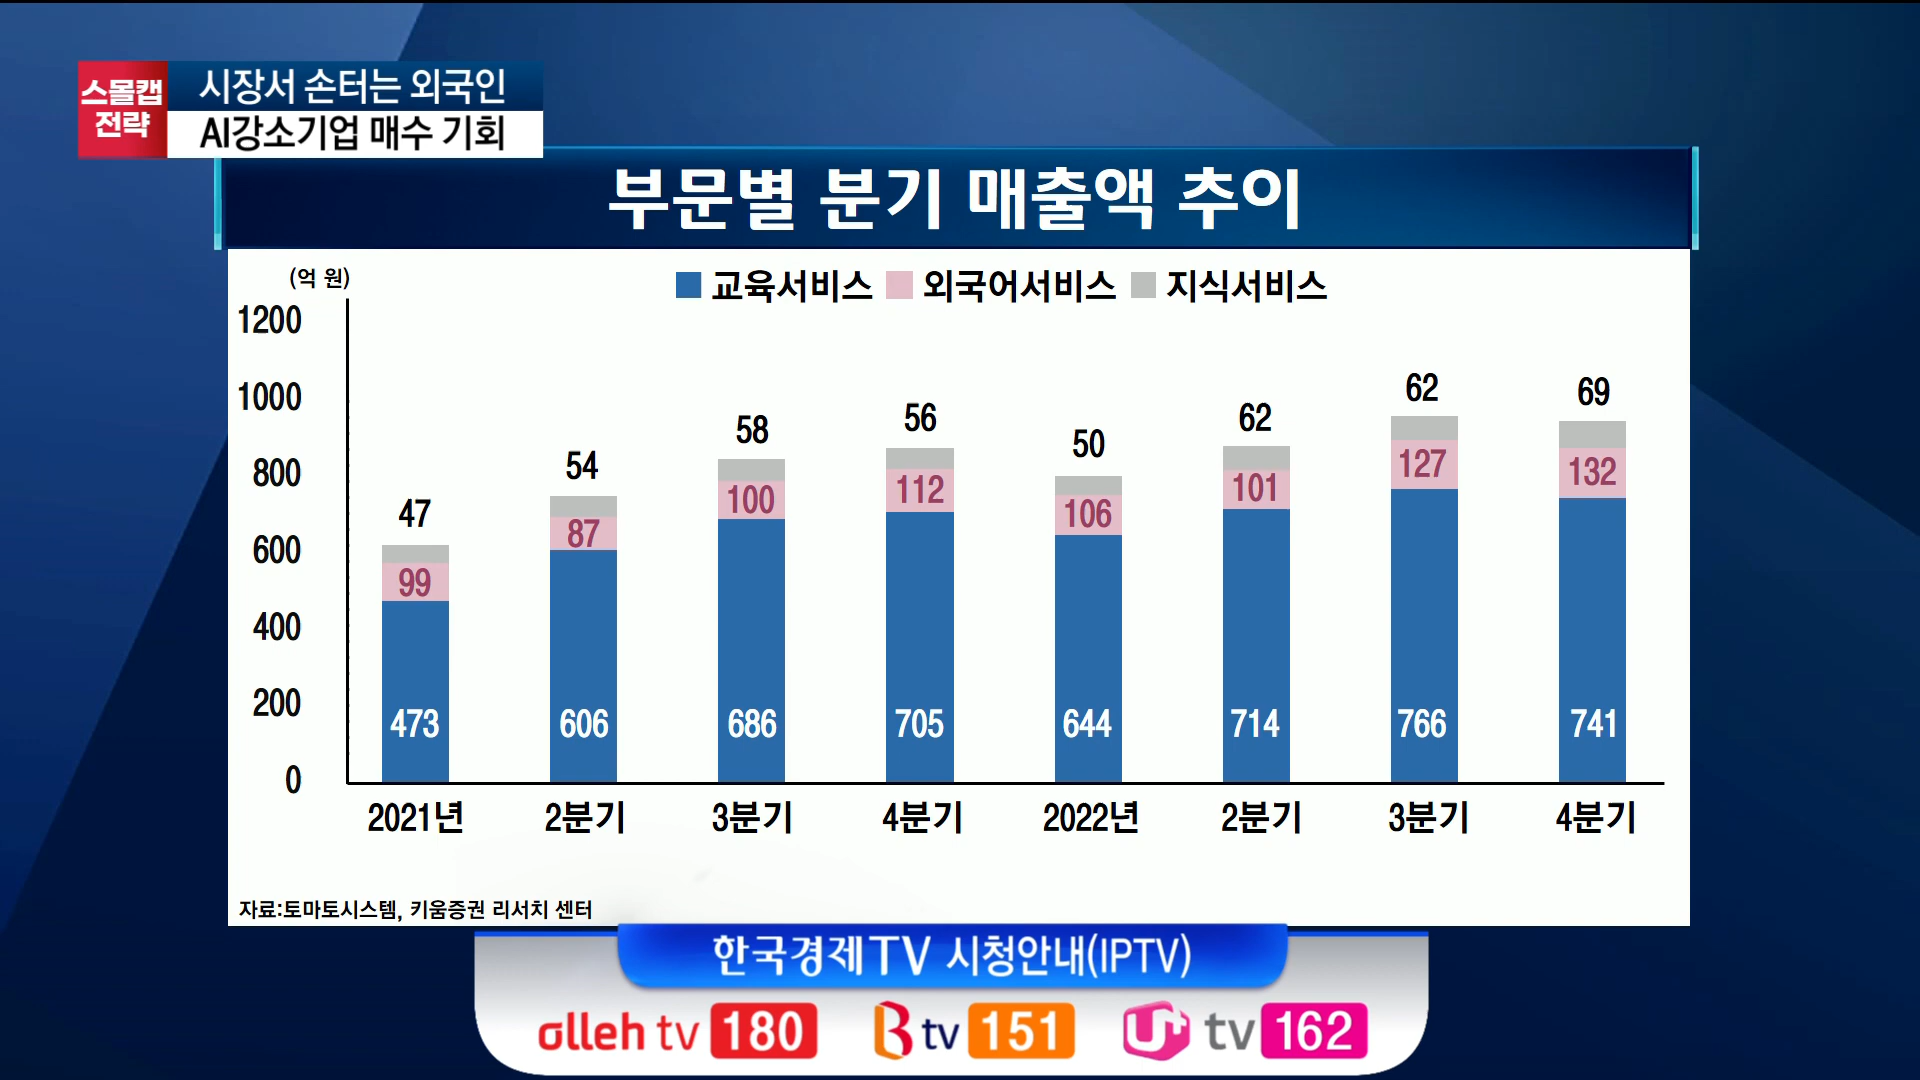 스몰캡
전략
시장서 손터는 외국인
AI강소기업 매수 기회
부문별 분기 매출액 추이
(억 원)
교육서비스 외국어서비스 지식서비스
1200
1000
800
600
400
200
0
47 54 58 56 50 62 62 69
99 87 100 112 106 101 127 132
473 606 686 705 644 714 766 741
2021년 2분기 3분기 4분기 2022년 2분기 3분기 4분기
자료:토마토시스템, 키움증권 리서치 센터
한국경제TV 시청안내(IPTV)
olleh tv 180 B tv 151 U+ tv 162